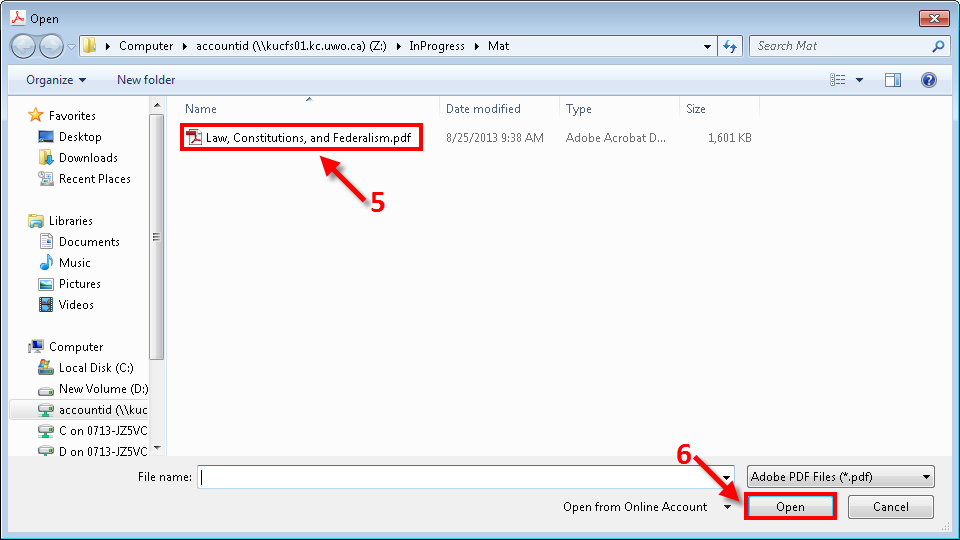 Open
Computer accountid (\\kucfs01.kc.uwo.ca) (Z:) InProgress Mat
Search Mat
Organize New folder
Name Date modified Type Size
Law, Constitutions, and Federalism.pdf 8/25/2013 9:38 AM Adobe Acrobat D... 1,601 KB
5
Favorites
Desktop
Downloads
Recent Places
Libraries
Documents
Music
Pictures
Videos
Computer
Local Disk (C:)
New Volume (D:)
accountid (\\kuc
C on 0713-JZ5VC
D on 0713-JZ5VC
6
File name: Adobe PDF Files (*.pdf)
Open from Online Account Open Cancel